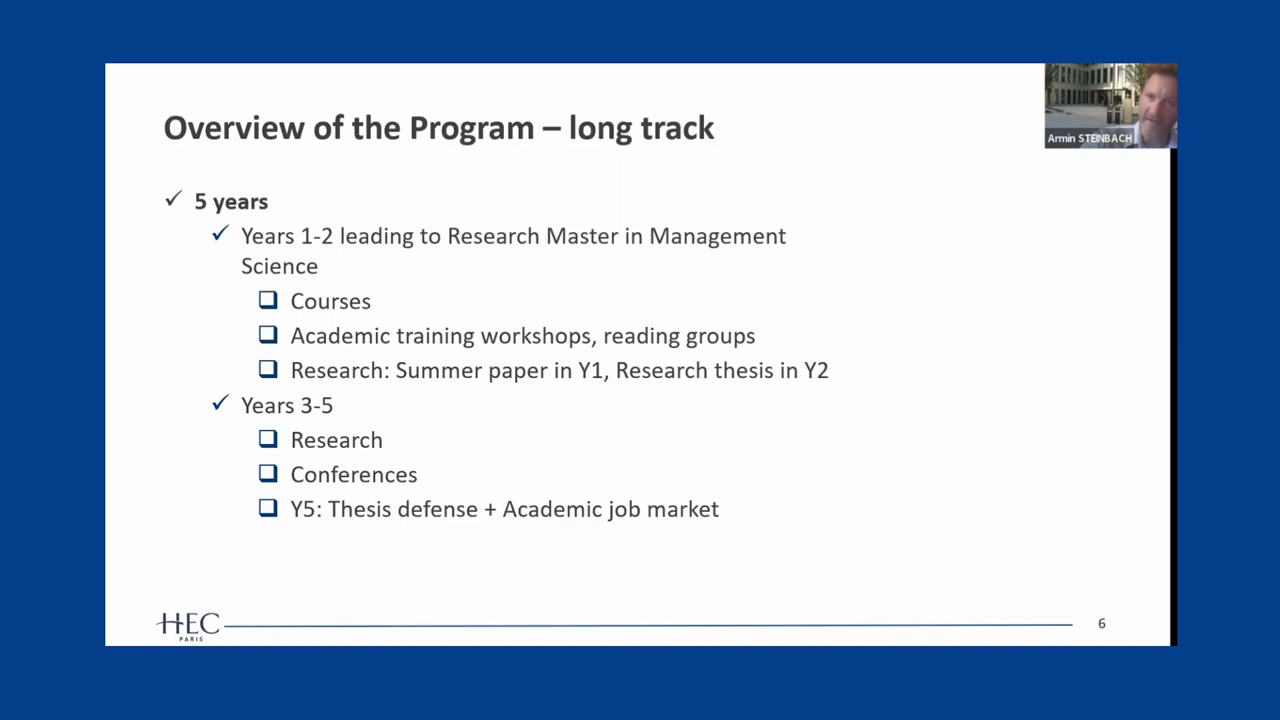 Overview of the Program – long track
Armin STEINBACH
5 years
Years 1-2 leading to Research Master in Management
Science
Courses
Academic training workshops, reading groups
Research: Summer paper in Y1, Research thesis in Y2
Years 3-5
Research
Conferences
Y5: Thesis defense + Academic job market
HEC
PARIS
6